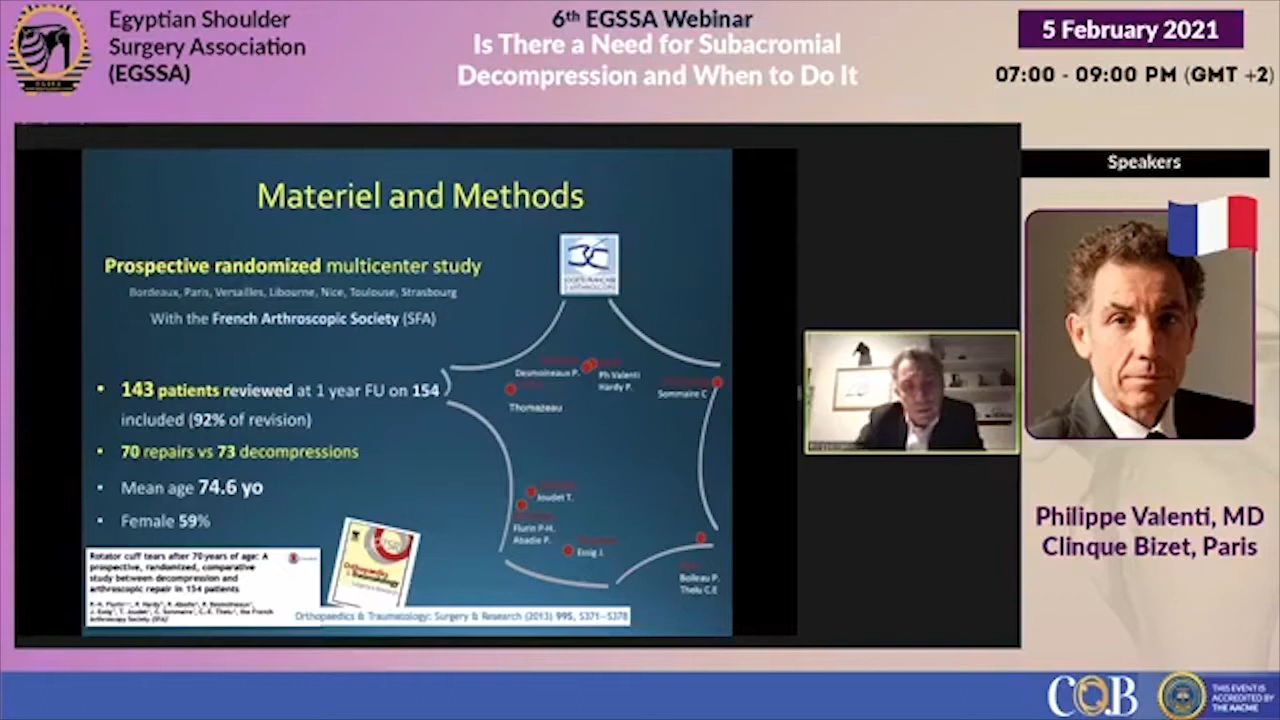 Egyptian Shoulder
Surgery Association
(EGSSA)
6th EGSSA Webinar
Is There a Need for Subacromial
Decompression and When to Do It
5 February 2021
07:00 - 09:00 PM (GMT +2)
Speakers
Philippe Valenti, MD
Clinque Bizet, Paris
Materiel and Methods
Prospective randomized multicenter study
Bordeaux, Paris, Versailles, Libourne, Nice, Toulouse, Strasbourg
With the French Arthroscopic Society (SFA)
• 143 patients reviewed at 1 year FU on 154
included (92% of revision)
• 70 repairs vs 73 decompressions
• Mean age 74.6 yo
• Female 59%
Desmoineaux P.
Ph Valenti
Hardy P.
Sommaire C
Thomazeau
Joudet T.
Flurin P-H.
Abadie P.
Essig J.
Boileau P.
Thelu C.E
Rotator cuff tears after 70 years of age: A
prospective, randomized, comparative
study between decompression and
arthroscopic repair in 154 patients
Orthopaedics & Traumatology: Surgery & Research (2013) 99S, S371—S378
CQB
THIS EVENT IS
ACCREDITED BY
THE AACME